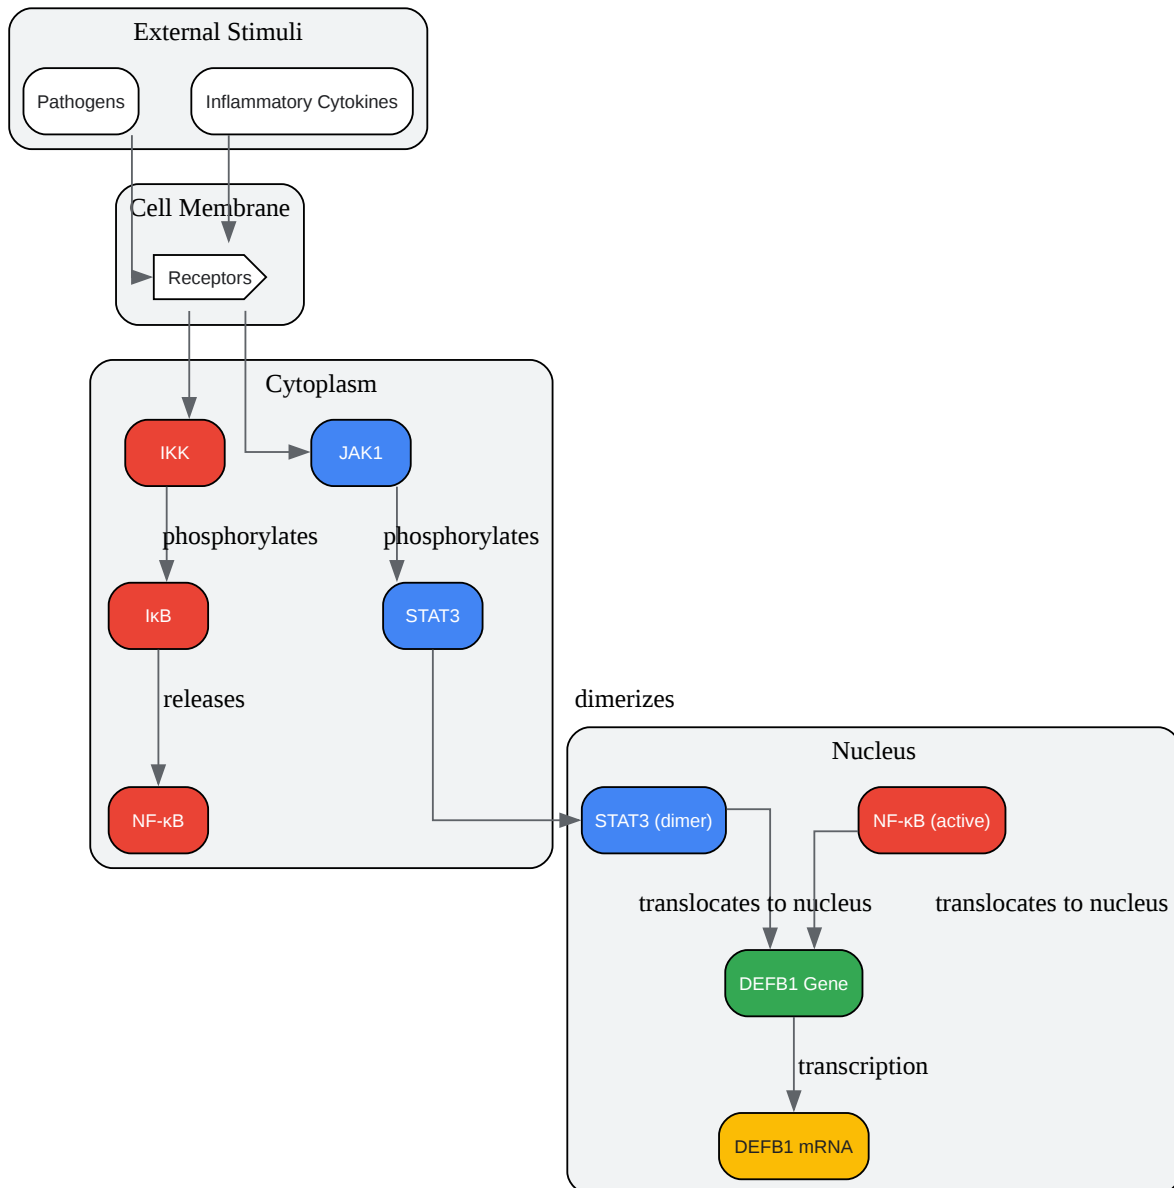 External Stimuli
Pathogens
Inflammatory Cytokines
Cell Membrane
Receptors
Cytoplasm
IKK
JAK1
phosphorylates
phosphorylates
IκB
STAT3
releases
dimerizes
Nucleus
NF-κB
STAT3 (dimer)
NF-κB (active)
translocates to nucleus
translocates to nucleus
DEFB1 Gene
transcription
DEFB1 mRNA